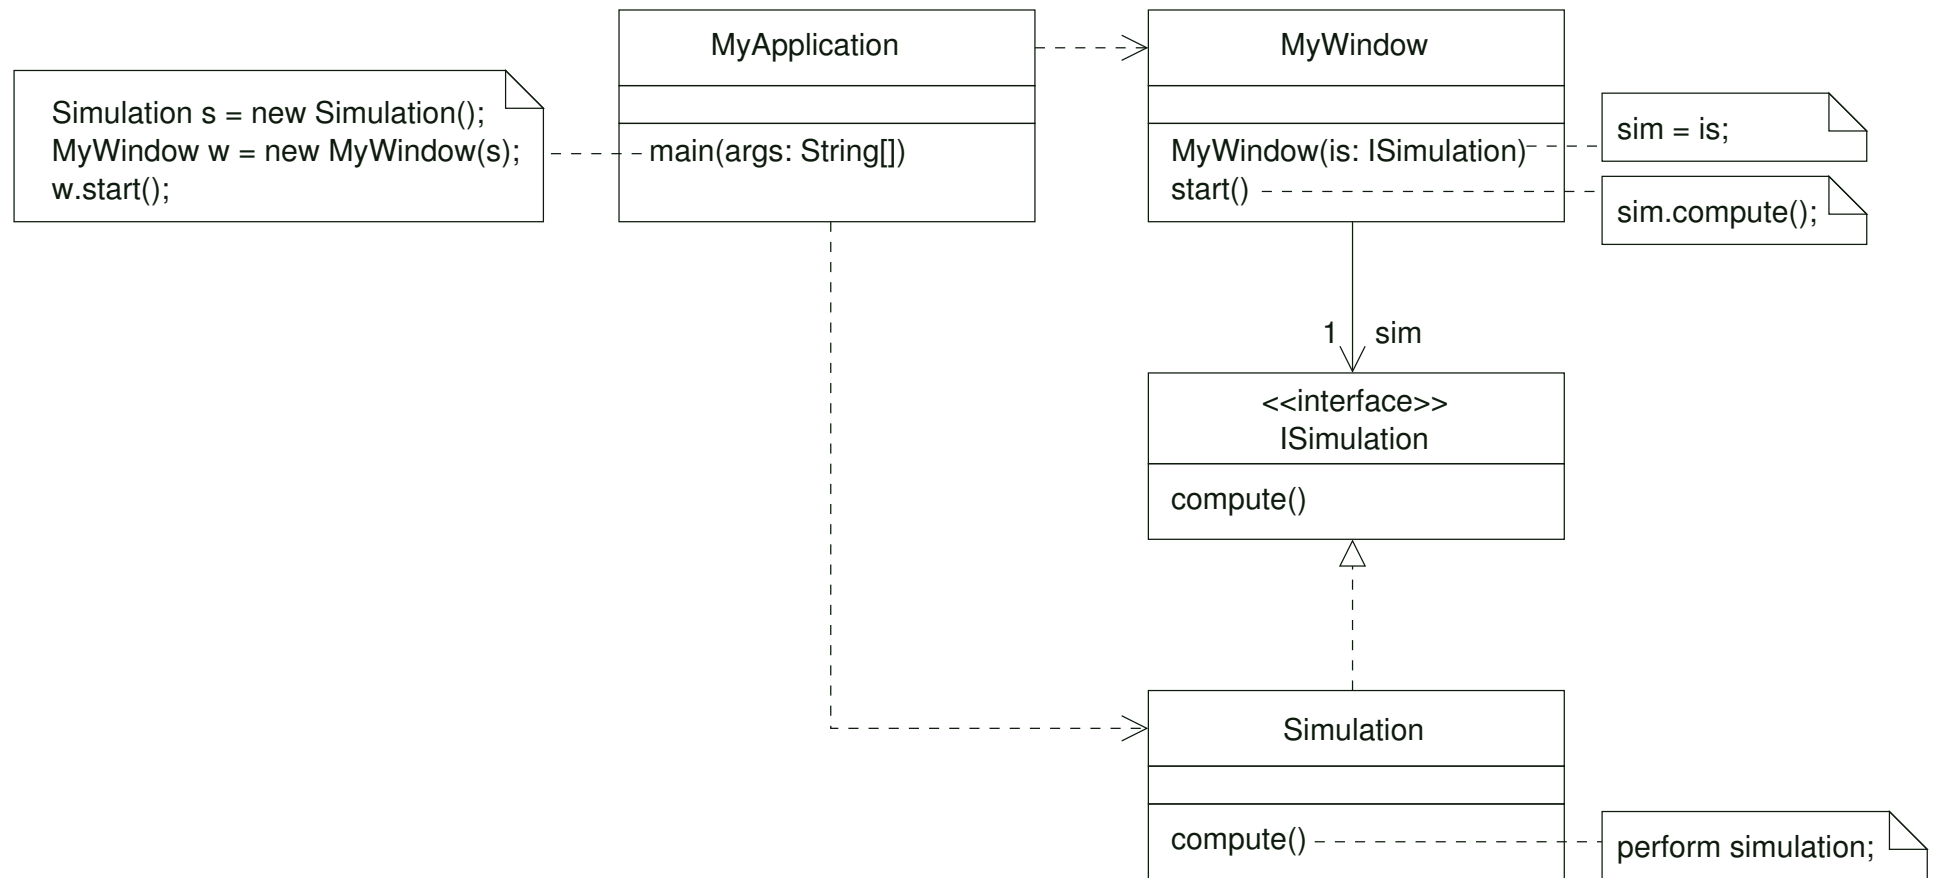 MyApplication
MyWindow
Simulation s = new Simulation();
MyWindow w = new MyWindow(s);
w.start();
main(args: String[])
MyWindow(is: ISimulation)
start()
sim = is;
sim.compute();
1 sim
<<interface>>
ISimulation
compute()
Simulation
compute()
perform simulation;